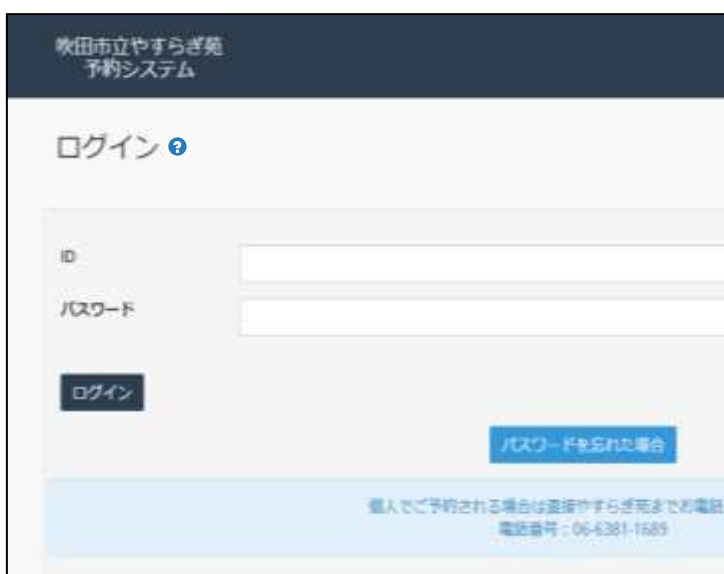 吹田市立やすらぎ苑
予約システム
ログイン ?
ID
パスワード
ログイン
パスワードを忘れた場合
個人でご予約される場合は直接やすらぎ苑までお電話
電話番号：06-6381-1689